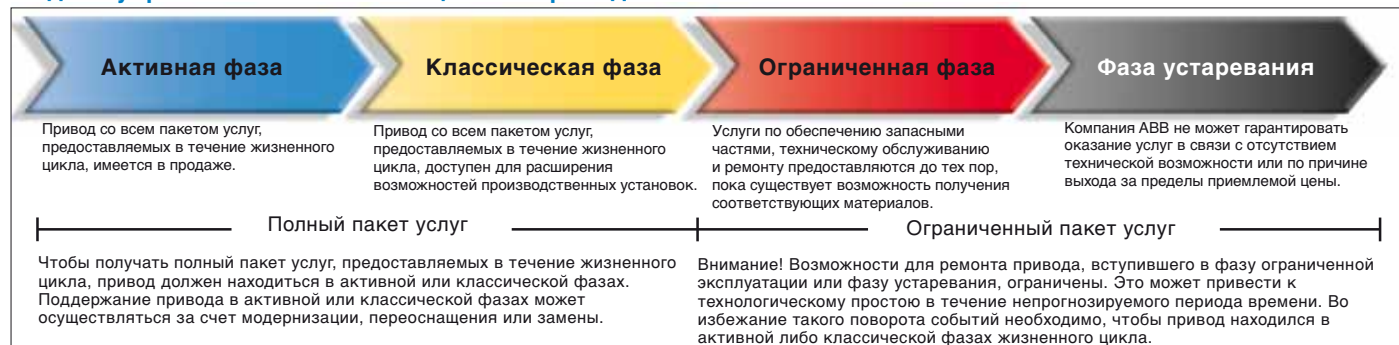 Активная фаза
Классическая фаза
Ограниченная фаза
Фаза устаревания
Привод со всем пакетом услуг,
предоставляемых в течение жизненного
цикла, имеется в продаже.
Привод со всем пакетом услуг,
предоставляемых в течение жизненного
цикла, доступен для расширения
возможностей производственных установок.
Услуги по обеспечению запасными
частями, техническому обслуживанию
и ремонту предоставляются до тех пор,
пока существует возможность получения
соответствующих материалов.
Компания АВВ не может гарантировать
оказание услуг в связи с отсутствием
технической возможности или по причине
выхода за пределы приемлемой цены.
Полный пакет услуг
Ограниченный пакет услуг
Чтобы получать полный пакет услуг, предоставляемых в течение жизненного
цикла, привод должен находиться в активной или классической фазах.
Поддержание привода в активной или классической фазах может
осуществляться за счет модернизации, переоснащения или замены.
Внимание! Возможности для ремонта привода, вступившего в фазу ограниченной
эксплуатации или фазу устаревания, ограничены. Это может привести к
технологическому простою в течение непрогнозируемого периода времени. Во
избежание такого поворота событий необходимо, чтобы привод находился в
активной либо классической фазах жизненного цикла.